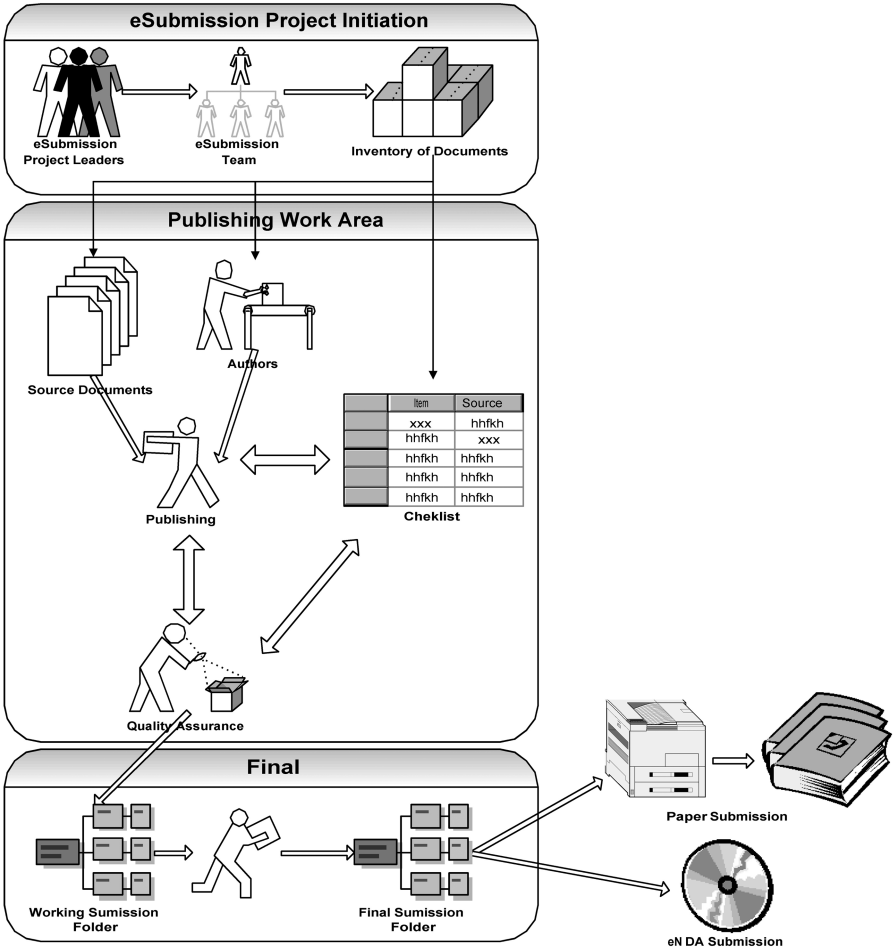 eSubmission Project Initiation
eSubmission
Project Leaders
eSubmission
Team
Inventory of Documents
Publishing Work Area
Source Documents
Authors
Item Source
xxx hhfkh
hhfkh xxx
hhfkh hhfkh
hhfkh hhfkh
hhfkh hhfkh
Cheklist
Publishing
Quality Assurance
Final
Working Sumission
Folder
Final Sumission
Folder
Paper Submission
eN DA Submission